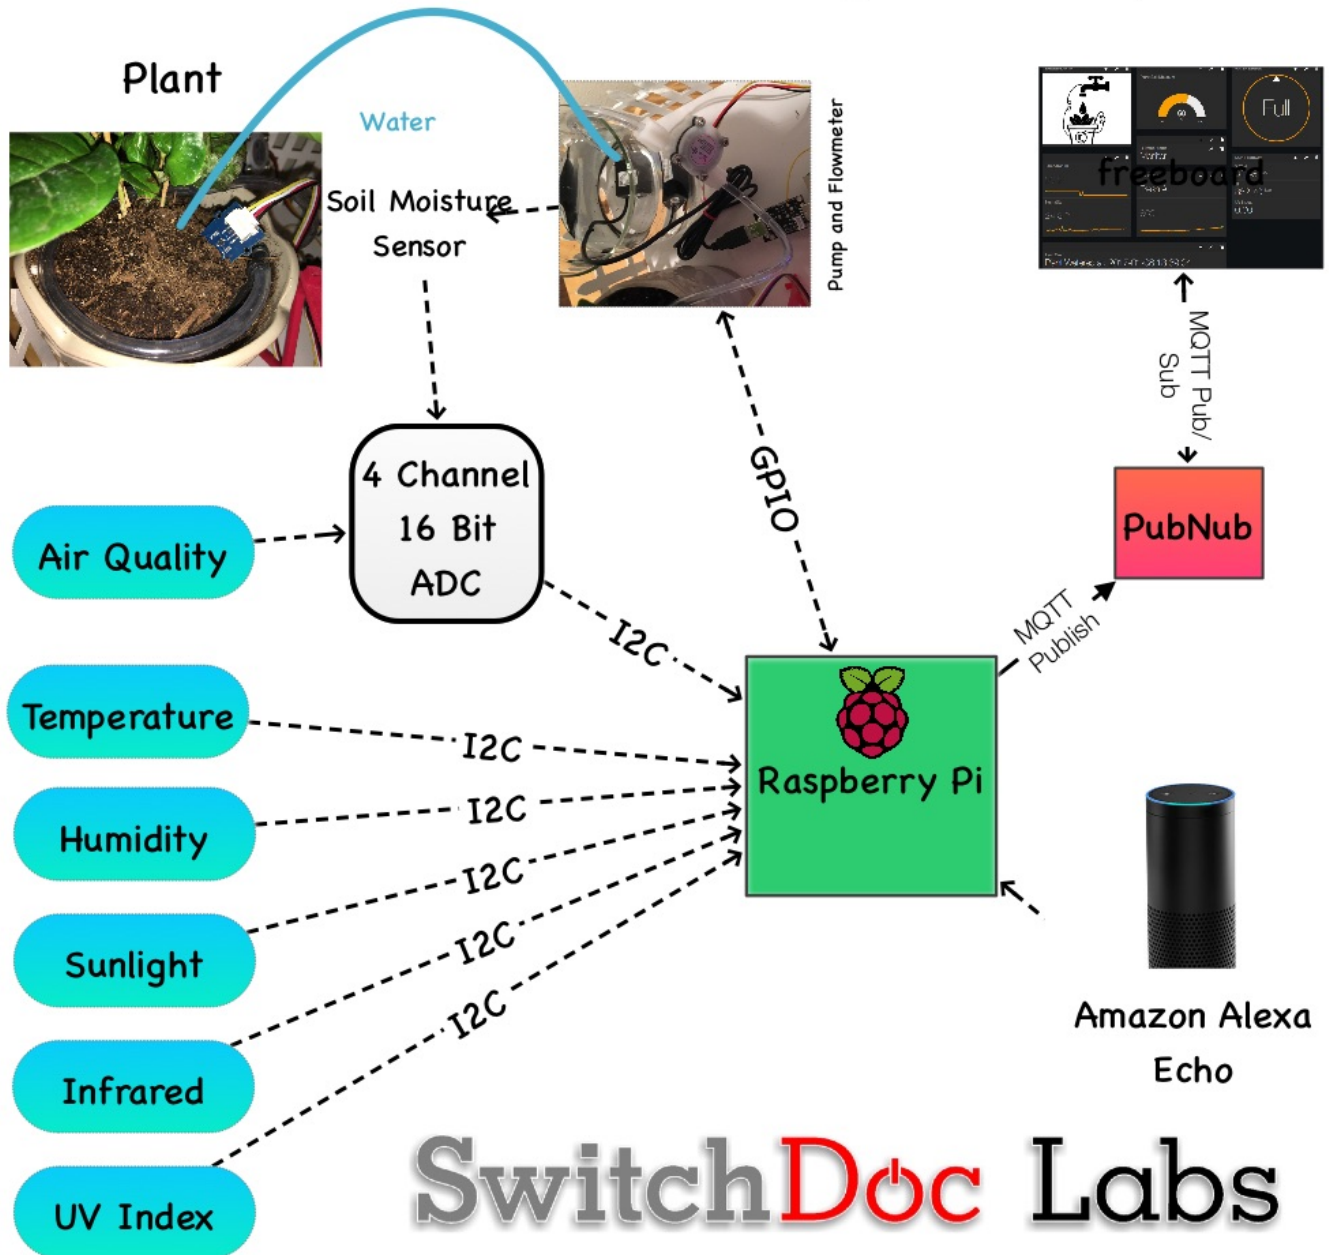 Plant
Water
Soil Moisture
Sensor
Pump and Flowmeter
Full
freeboard
MQTT Pub/
Sub
4 Channel
16 Bit
ADC
GPIO
PubNub
Air Quality
I2C
MQTT
Publish
Temperature
I2C
Raspberry Pi
Humidity
I2C
Sunlight
I2C
Infrared
I2C
UV Index
I2C
Amazon Alexa
Echo
SwitchDoc Labs